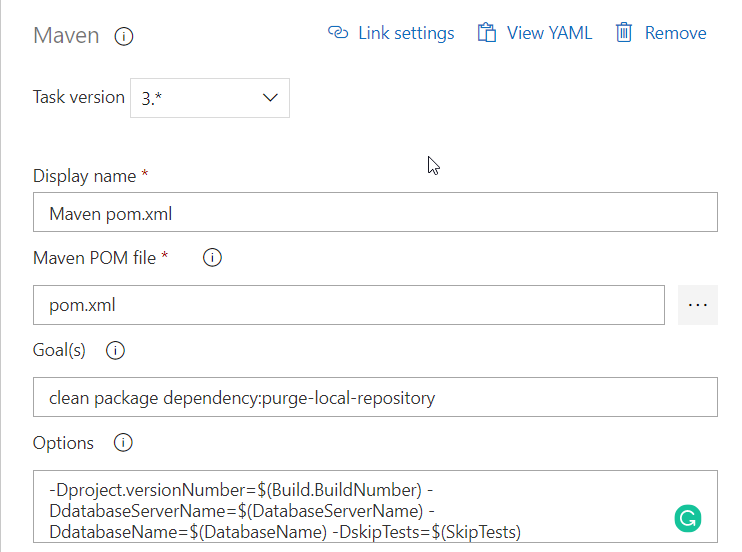 Maven
Link settings
View YAML
Remove
Task version 3.*
Display name *
Maven pom.xml
Maven POM file *
pom.xml
...
Goal(s)
clean package dependency:purge-local-repository
Options
-Dproject.versionNumber=$(Build.BuildNumber) -
DdatabaseServerName=$(DatabaseServerName) -
DdatabaseName=$(DatabaseName) -DskipTests=$(SkipTests)